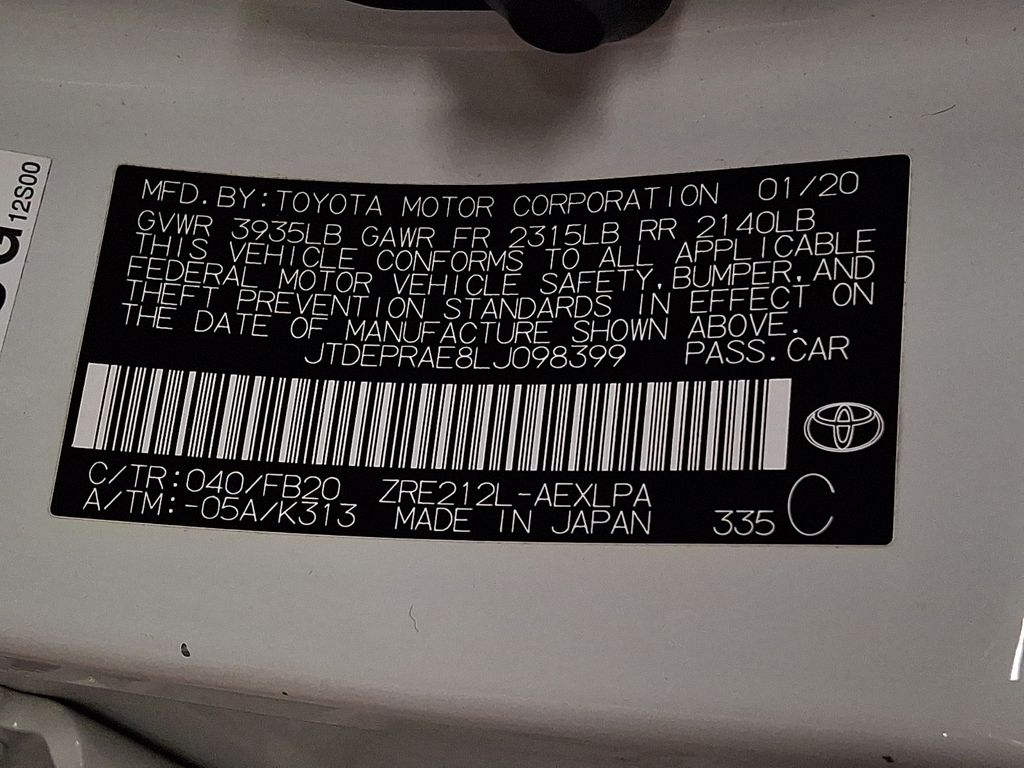 12S00
MFD. BY: TOYOTA MOTOR CORPORATION 01/20
GVWR 3935LB GAWR FR 2315LB RR 2140LB
THIS VEHICLE CONFORMS TO ALL APPLICABLE
FEDERAL MOTOR VEHICLE SAFETY, BUMPER, AND
THEFT PREVENTION STANDARDS IN EFFECT ON
THE DATE OF MANUFACTURE SHOWN ABOVE.
JTDEPRAE8LJ098399 PASS. CAR
C/TR: 040/FB20 ZRE212L-AEXLPA
A/TM: -05A/K313 MADE IN JAPAN 335 C